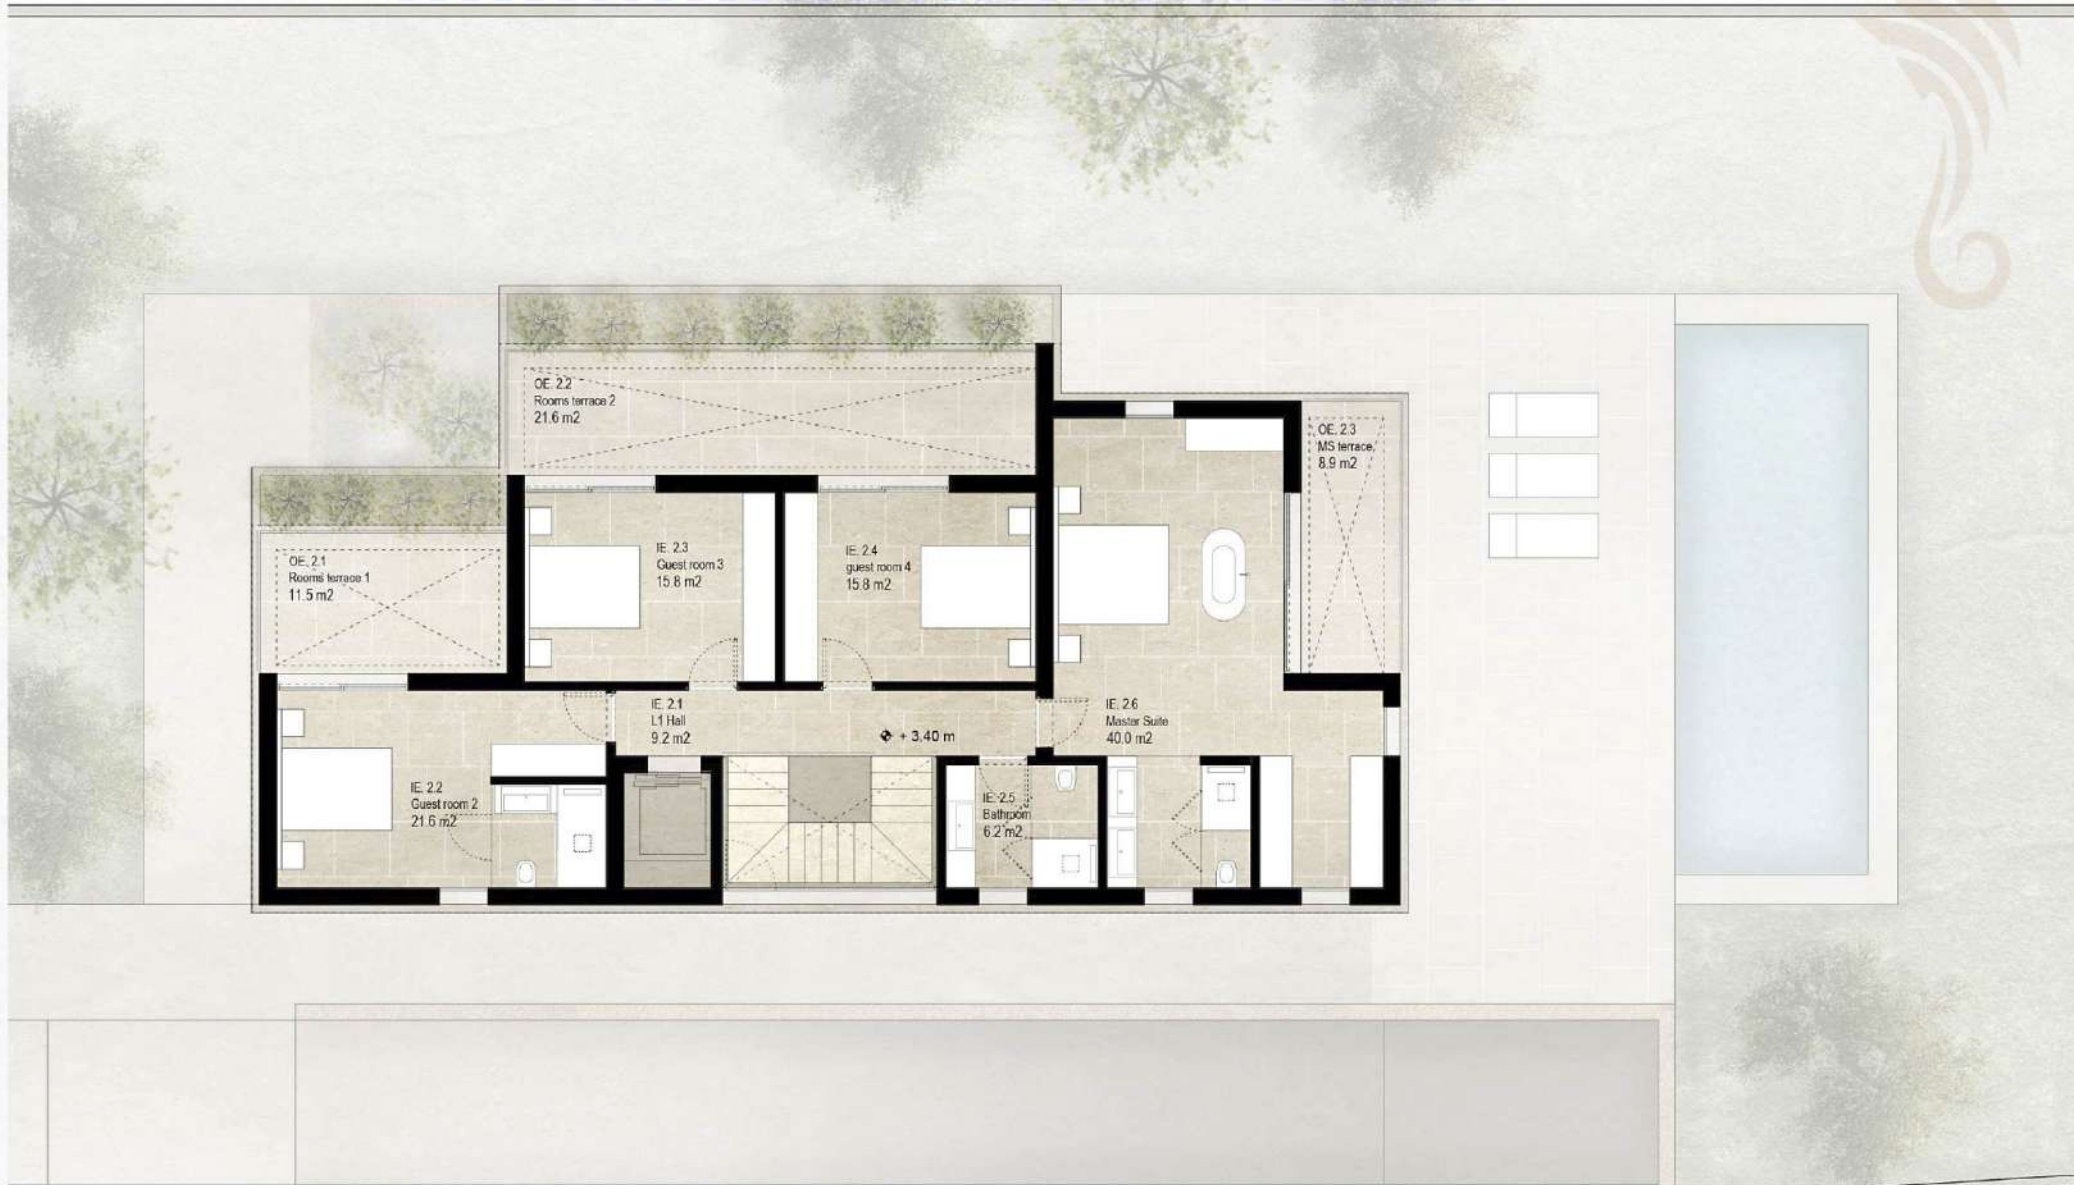 OE. 2.2
Rooms terrace 2
21.6 m2
OE. 2.3
MS terrace
8.9 m2
OE. 2.1
Rooms terrace 1
11.5 m2
IE. 2.3
Guest room 3
15.8 m2
IE. 2.4
guest room 4
15.8 m2
IE. 2.1
L1 Hall
9.2 m2
+ 3,40 m
IE. 2.6
Master Suite
40.0 m2
IE. 2.2
Guest room 2
21.6 m2
IE. 2.5
Bathroom
6.2 m2